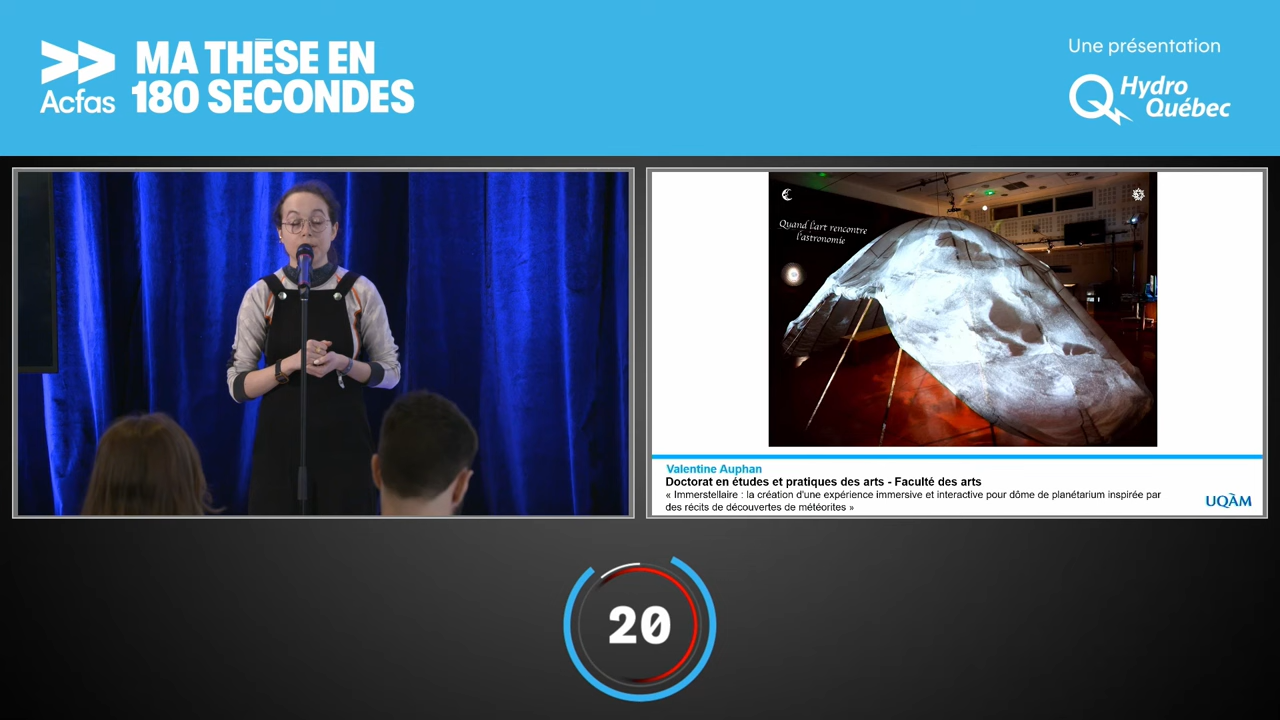 Acfas
MA THÈSE EN
180 SECONDES
Une présentation
Hydro
Québec
Quand l'art rencontre
l'astronomie
Valentine Auphan
Doctorat en études et pratiques des arts - Faculté des arts
« Immerstellaire : la création d'une expérience immersive et interactive pour dôme de planétarium inspirée par
des récits de découvertes de météorites »
UQÀM
20